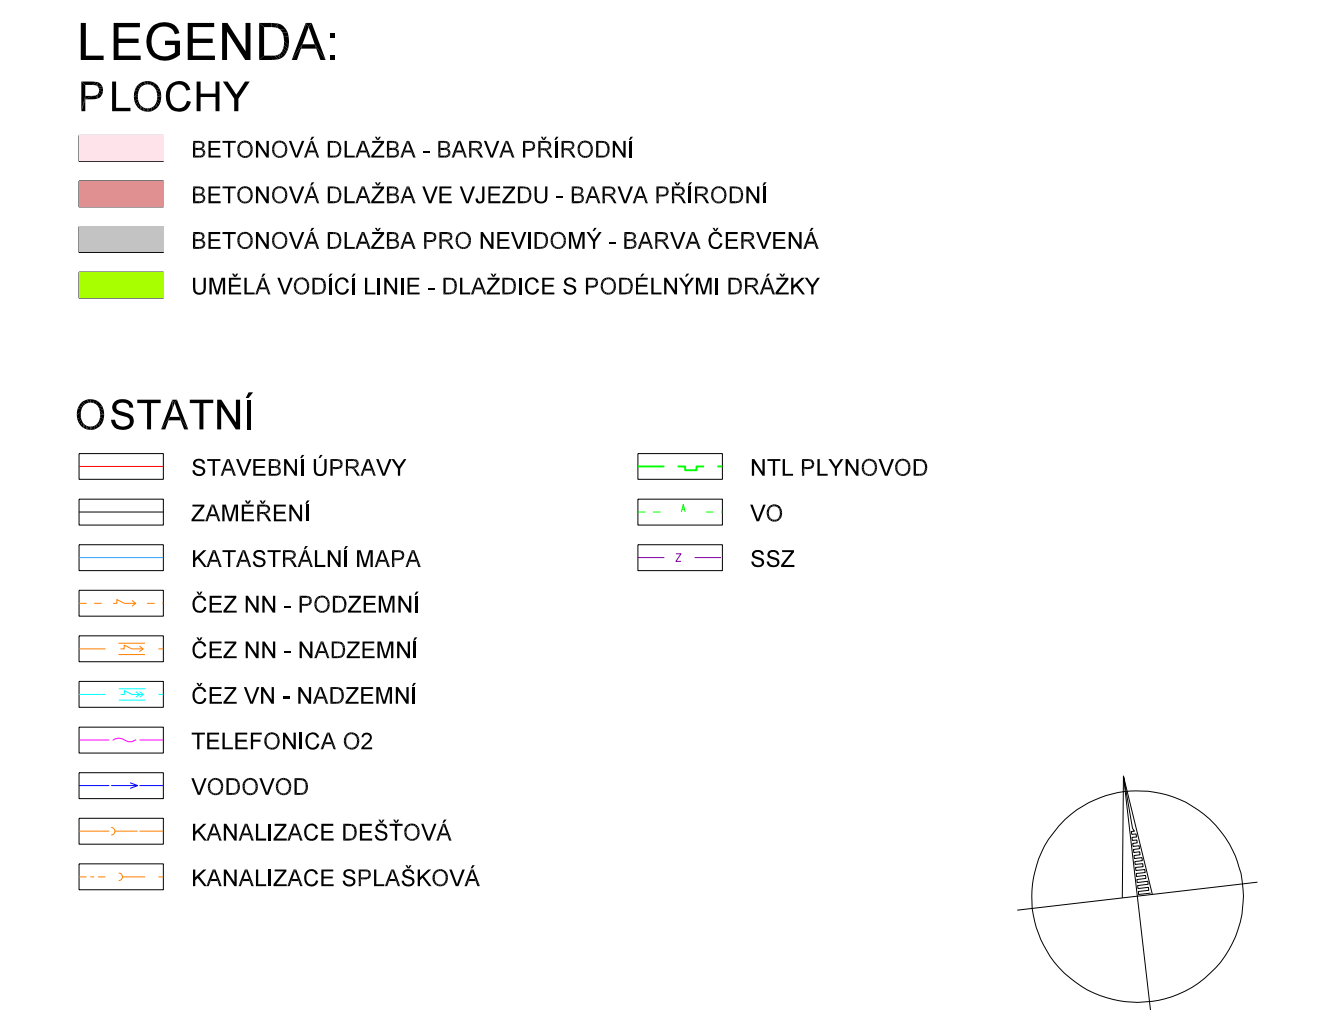 LEGENDA:
PLOCHY
BETONOVÁ DLAŽBA - BARVA PŘÍRODNÍ
BETONOVÁ DLAŽBA VE VJEZDU - BARVA PŘÍRODNÍ
BETONOVÁ DLAŽBA PRO NEVIDOMÝ - BARVA ČERVENÁ
UMĚLÁ VODÍCÍ LINIE - DLAŽDICE S PODÉLNÝMI DRÁŽKY
OSTATNÍ
STAVEBNÍ ÚPRAVY
ZAMĚŘENÍ
KATASTRÁLNÍ MAPA
ČEZ NN - PODZEMNÍ
ČEZ NN - NADZEMNÍ
ČEZ VN - NADZEMNÍ
TELEFONICA O2
VODOVOD
KANALIZACE DEŠŤOVÁ
KANALIZACE SPLAŠKOVÁ
NTL PLYNOVOD
A VO
Z SSZ